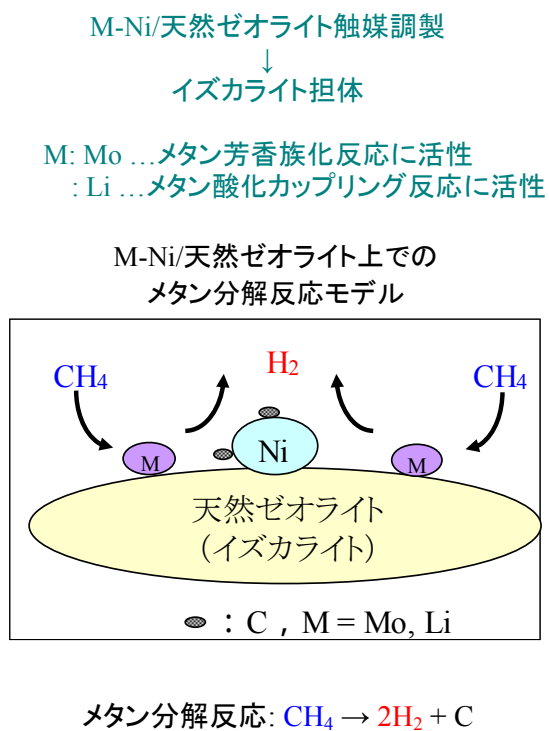 M-Ni/天然ゼオライト触媒調製
↓
イズカライト担体
M: Mo …メタン芳香族化反応に活性
: Li …メタン酸化カップリング反応に活性
M-Ni/天然ゼオライト上での
メタン分解反応モデル
CH4 H2 CH4
M Ni M
天然ゼオライト
(イズカライト)
: C , M = Mo, Li
メタン分解反応: CH4 → 2H2 + C